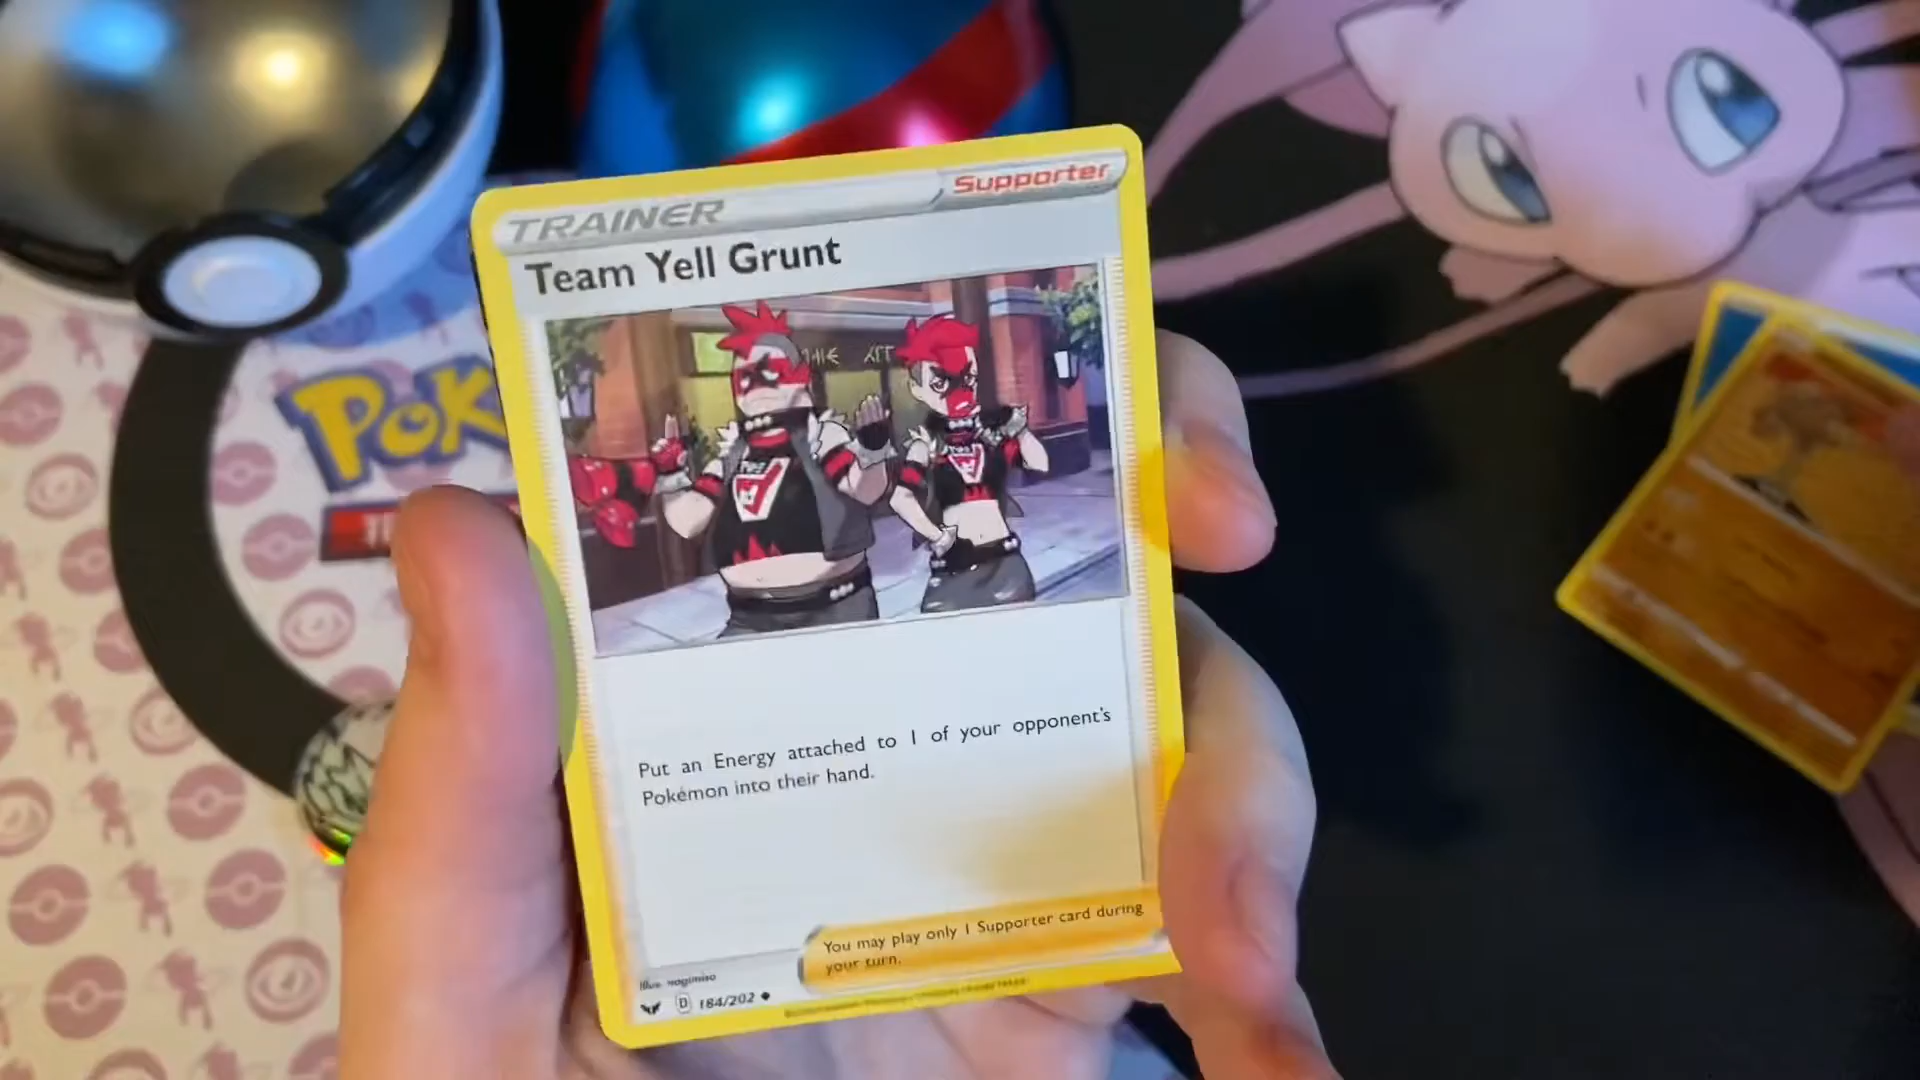 TRAINER
Supporter
Team Yell Grunt
Put an Energy attached to 1 of your opponent's
Pokémon into their hand.
You may play only 1 Supporter card during
your turn.
Illus. nagimiso
D 184/202
POK